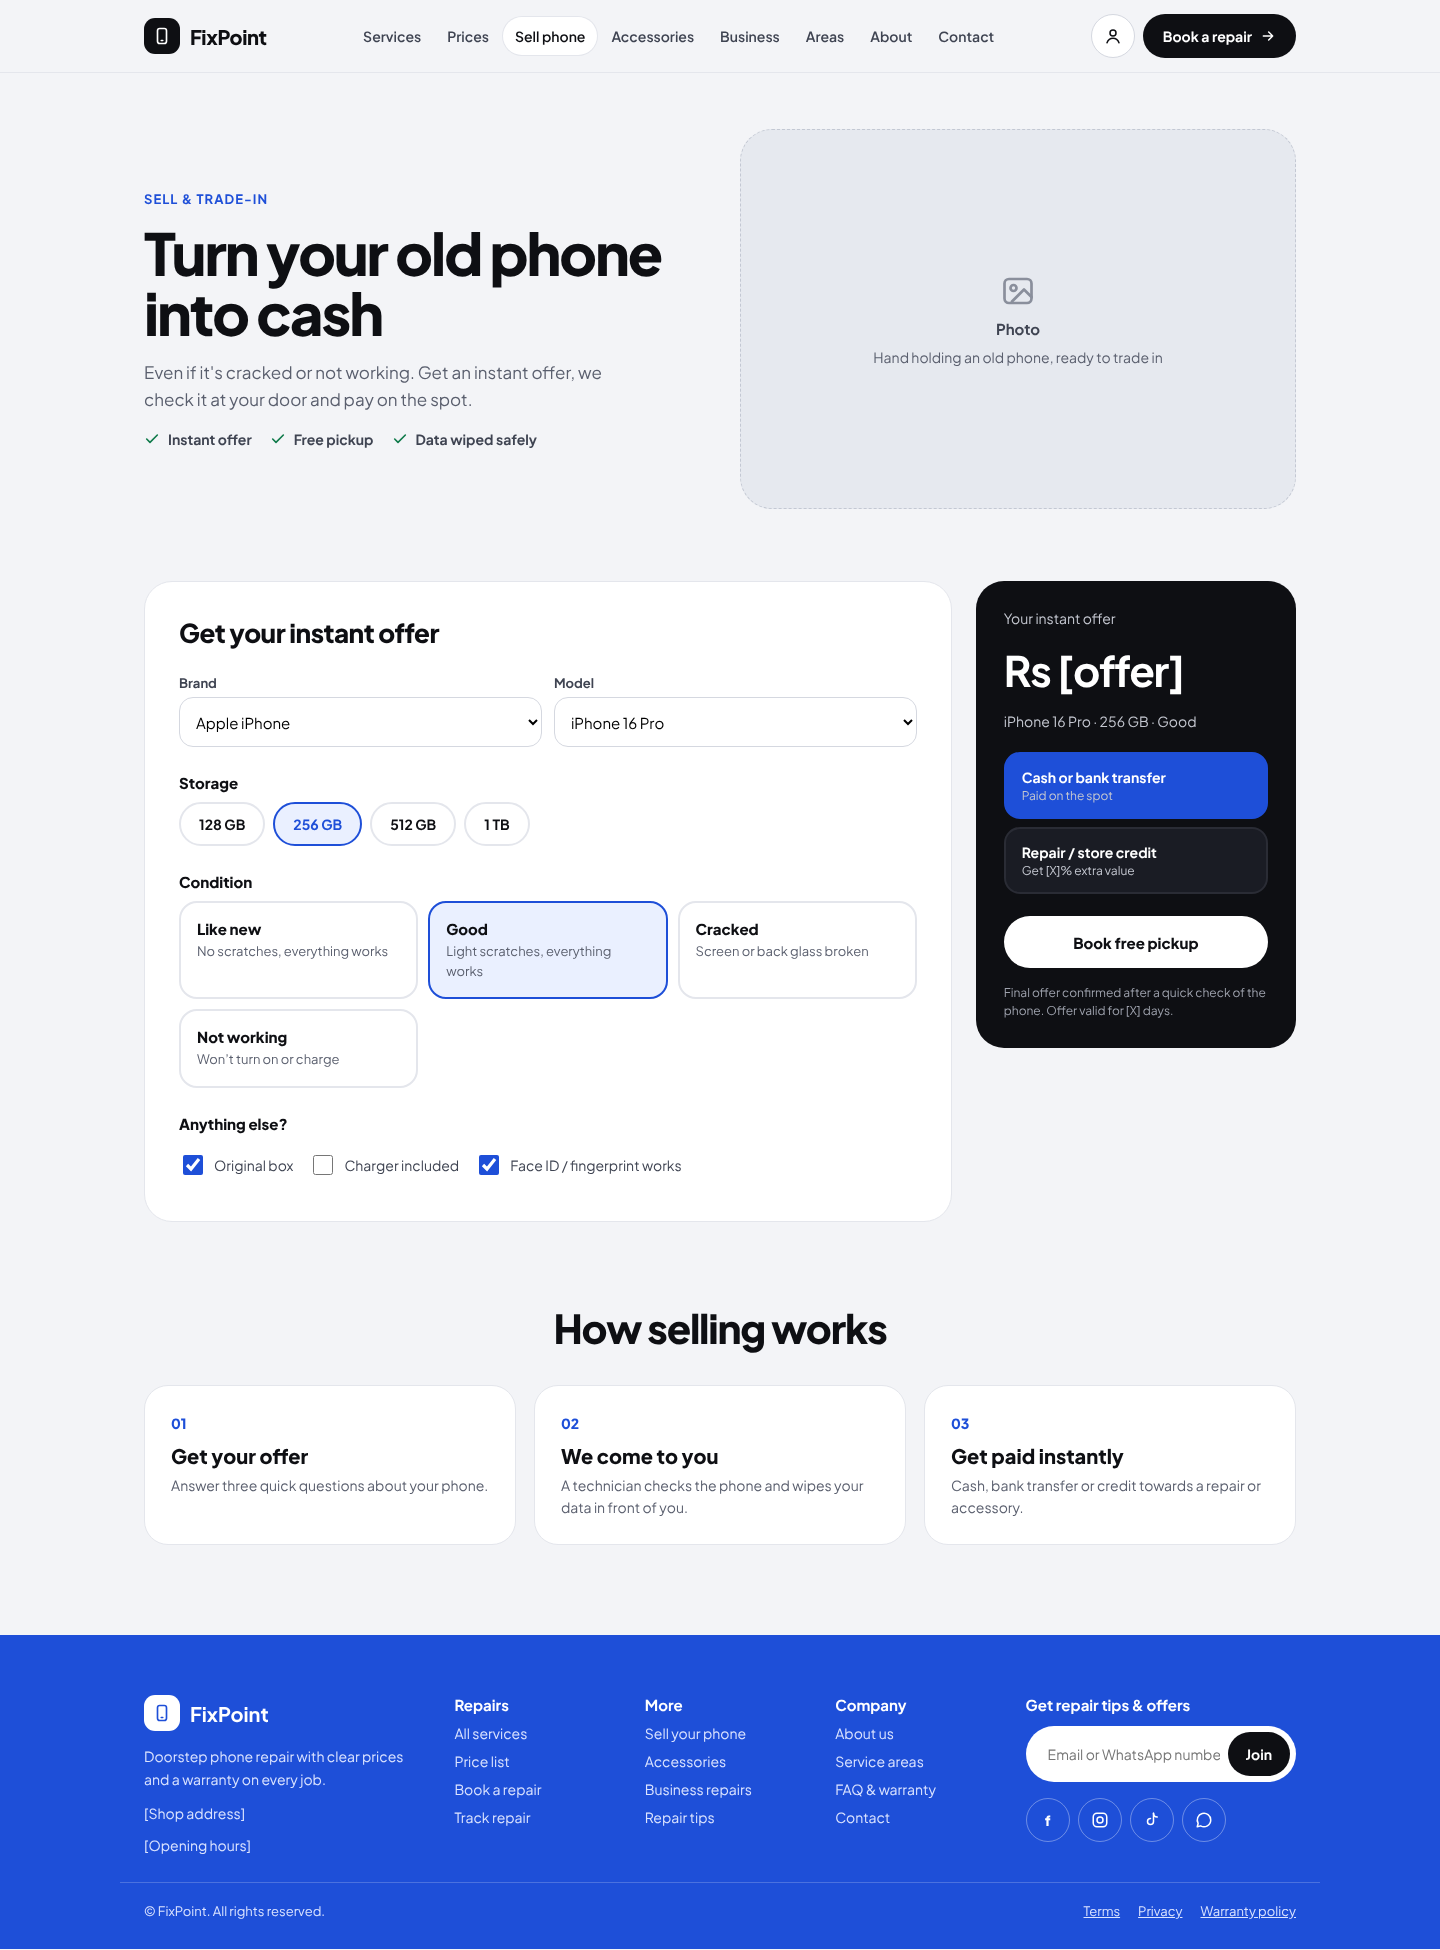 FixPoint
Services
Prices
Sell phone
Accessories
Business
Areas
About
Contact
Book a repair
SELL & TRADE-IN
Turn your old phone
into cash
Even if it's cracked or not working. Get an instant offer, we
check it at your door and pay on the spot.
Instant offer
Free pickup
Data wiped safely
Photo
Hand holding an old phone, ready to trade in
Get your instant offer
Brand
Model
Apple iPhone
iPhone 16 Pro
Storage
128 GB
256 GB
512 GB
1 TB
Condition
Like new
No scratches, everything works
Good
Light scratches, everything
works
Cracked
Screen or back glass broken
Not working
Won't turn on or charge
Anything else?
Original box
Charger included
Face ID / fingerprint works
Your instant offer
Rs [offer]
iPhone 16 Pro · 256 GB · Good
Cash or bank transfer
Paid on the spot
Repair / store credit
Get [X]% extra value
Book free pickup
Final offer confirmed after a quick check of the
phone. Offer valid for [X] days.
How selling works
01
Get your offer
Answer three quick questions about your phone.
02
We come to you
A technician checks the phone and wipes your
data in front of you.
03
Get paid instantly
Cash, bank transfer or credit towards a repair or
accessory.
FixPoint
Doorstep phone repair with clear prices
and a warranty on every job.
[Shop address]
[Opening hours]
Repairs
All services
Price list
Book a repair
Track repair
More
Sell your phone
Accessories
Business repairs
Repair tips
Company
About us
Service areas
FAQ & warranty
Contact
Get repair tips & offers
Email or WhatsApp numbe
Join
f
© FixPoint. All rights reserved.
Terms
Privacy
Warranty policy